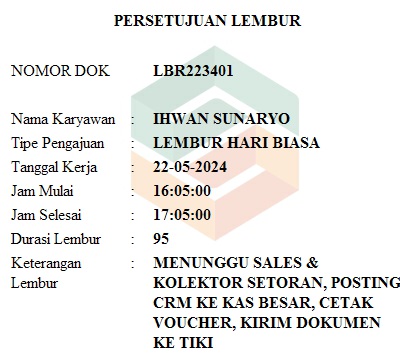 PERSETUJUAN LEMBUR
NOMOR DOK LBR223401
Nama Karyawan : IHWAN SUNARYO
Tipe Pengajuan : LEMBUR HARI BIASA
Tanggal Kerja : 22-05-2024
Jam Mulai : 16:05:00
Jam Selesai : 17:05:00
Durasi Lembur : 95
Keterangan : MENUNGGU SALES &
Lembur KOLEKTOR SETORAN, POSTING
CRM KE KAS BESAR, CETAK
VOUCHER, KIRIM DOKUMEN
KE TIKI